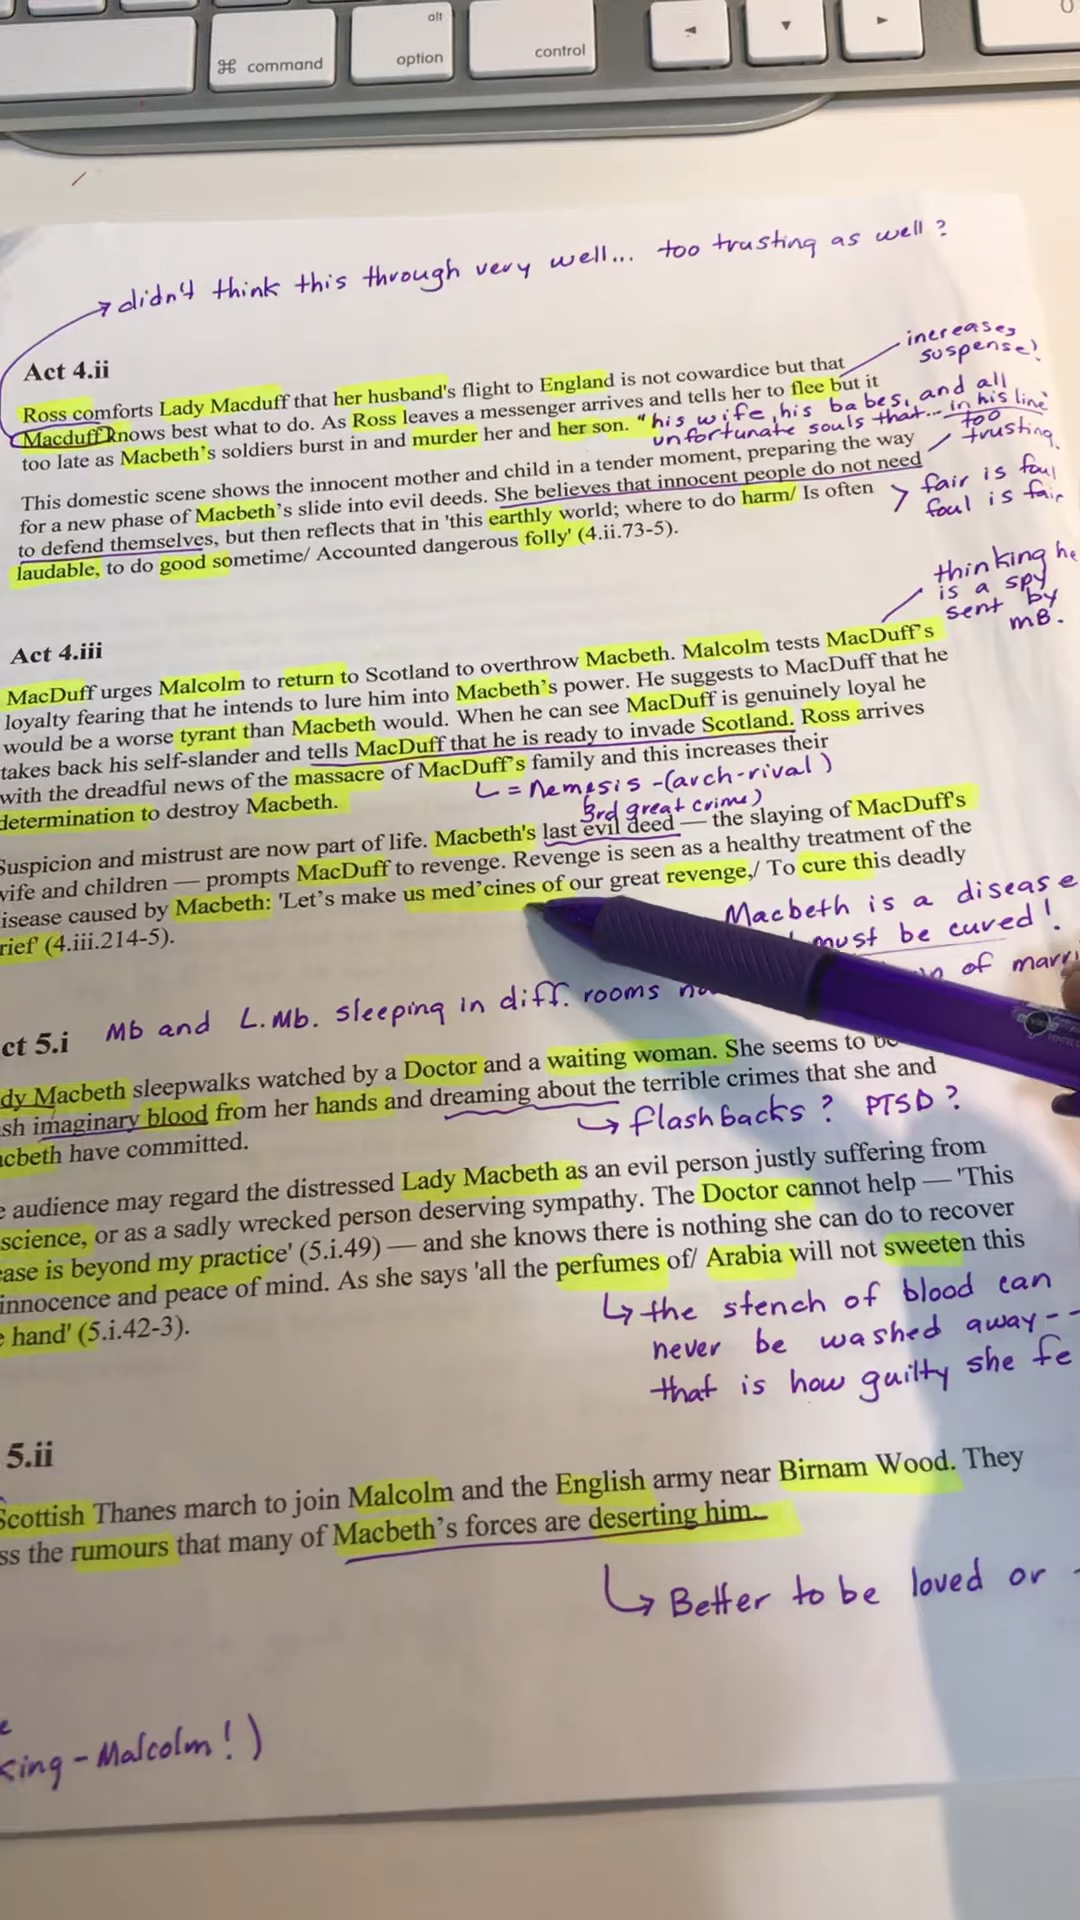 alt
⌘ command
option
control
didn't think this through very well... too trusting as well?
increases
suspense!
Act 4.ii
Ross comforts Lady Macduff that her husband's flight to England is not cowardice but that
Macduff knows best what to do. As Ross leaves a messenger arrives and tells her to flee but it
too late as Macbeth's soldiers burst in and murder her and her son. "his wife, his babes, and all
unfortunate souls that... in his line"
too
trusting
This domestic scene shows the innocent mother and child in a tender moment, preparing the way
for a new phase of Macbeth's slide into evil deeds. She believes that innocent people do not need
to defend themselves, but then reflects that in 'this earthly world; where to do harm/ Is often
laudable, to do good sometime/ Accounted dangerous folly' (4.ii.73-5).
fair is foul
foul is fair
thinking he
is a spy
sent by
mB.
Act 4.iii
MacDuff urges Malcolm to return to Scotland to overthrow Macbeth. Malcolm tests MacDuff's
loyalty fearing that he intends to lure him into Macbeth's power. He suggests to MacDuff that he
would be a worse tyrant than Macbeth would. When he can see MacDuff is genuinely loyal he
takes back his self-slander and tells MacDuff that he is ready to invade Scotland. Ross arrives
with the dreadful news of the massacre of MacDuff's family and this increases their
determination to destroy Macbeth.
= nemesis - (arch-rival)
3rd great crime)
Suspicion and mistrust are now part of life. Macbeth's last evil deed — the slaying of MacDuff's
wife and children — prompts MacDuff to revenge. Revenge is seen as a healthy treatment of the
isease caused by Macbeth: 'Let's make us med'cines of our great revenge,/ To cure this deadly
rief' (4.iii.214-5).
Macbeth is a disease
must be cured!
of marri
ct 5.i
Mb and L.Mb. sleeping in diff. rooms
dy Macbeth sleepwalks watched by a Doctor and a waiting woman. She seems to be
sh imaginary blood from her hands and dreaming about the terrible crimes that she and
acbeth have committed.
flashbacks? PTSD?
e audience may regard the distressed Lady Macbeth as an evil person justly suffering from
science, or as a sadly wrecked person deserving sympathy. The Doctor cannot help — 'This
ease is beyond my practice' (5.i.49) — and she knows there is nothing she can do to recover
innocence and peace of mind. As she says 'all the perfumes of/ Arabia will not sweeten this
e hand' (5.i.42-3).
the stench of blood can
never be washed away--
that is how guilty she fe
5.ii
Scottish Thanes march to join Malcolm and the English army near Birnam Wood. They
ss the rumours that many of Macbeth's forces are deserting him.
Better to be loved or
king - Malcolm!)